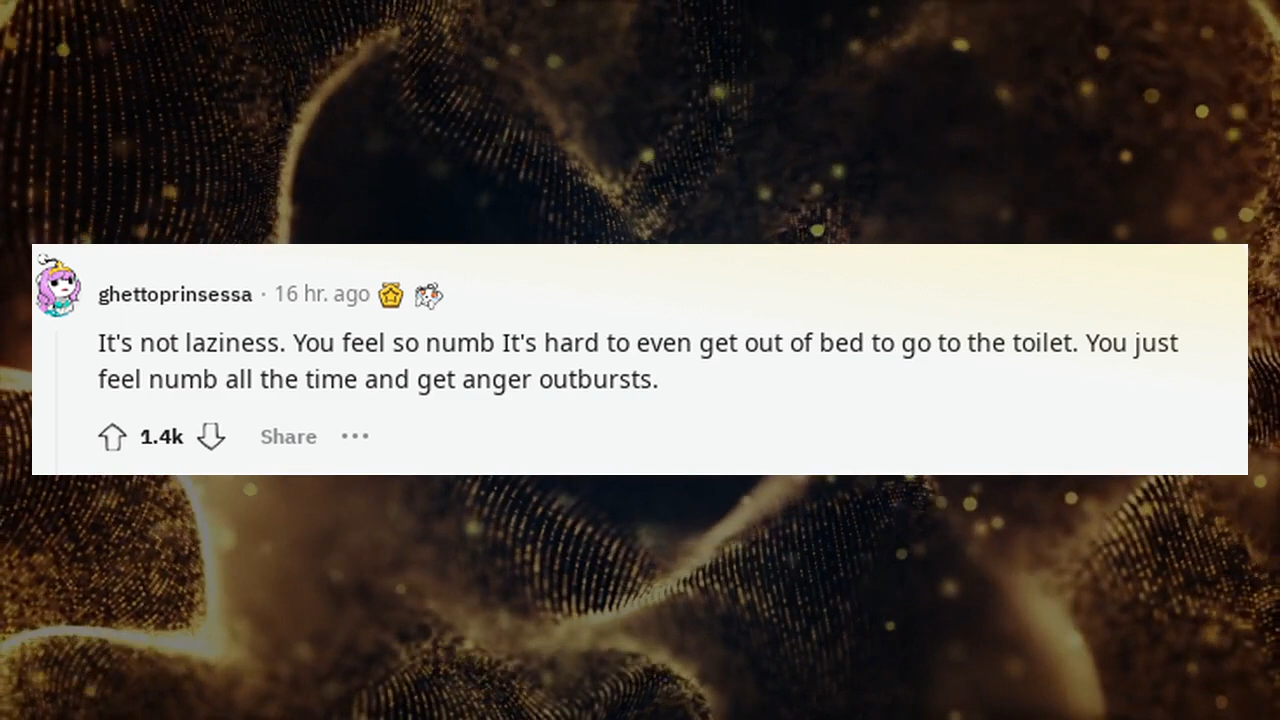 ghettoprinsessa · 16 hr. ago
It's not laziness. You feel so numb It's hard to even get out of bed to go to the toilet. You just
feel numb all the time and get anger outbursts.
1.4k Share •••